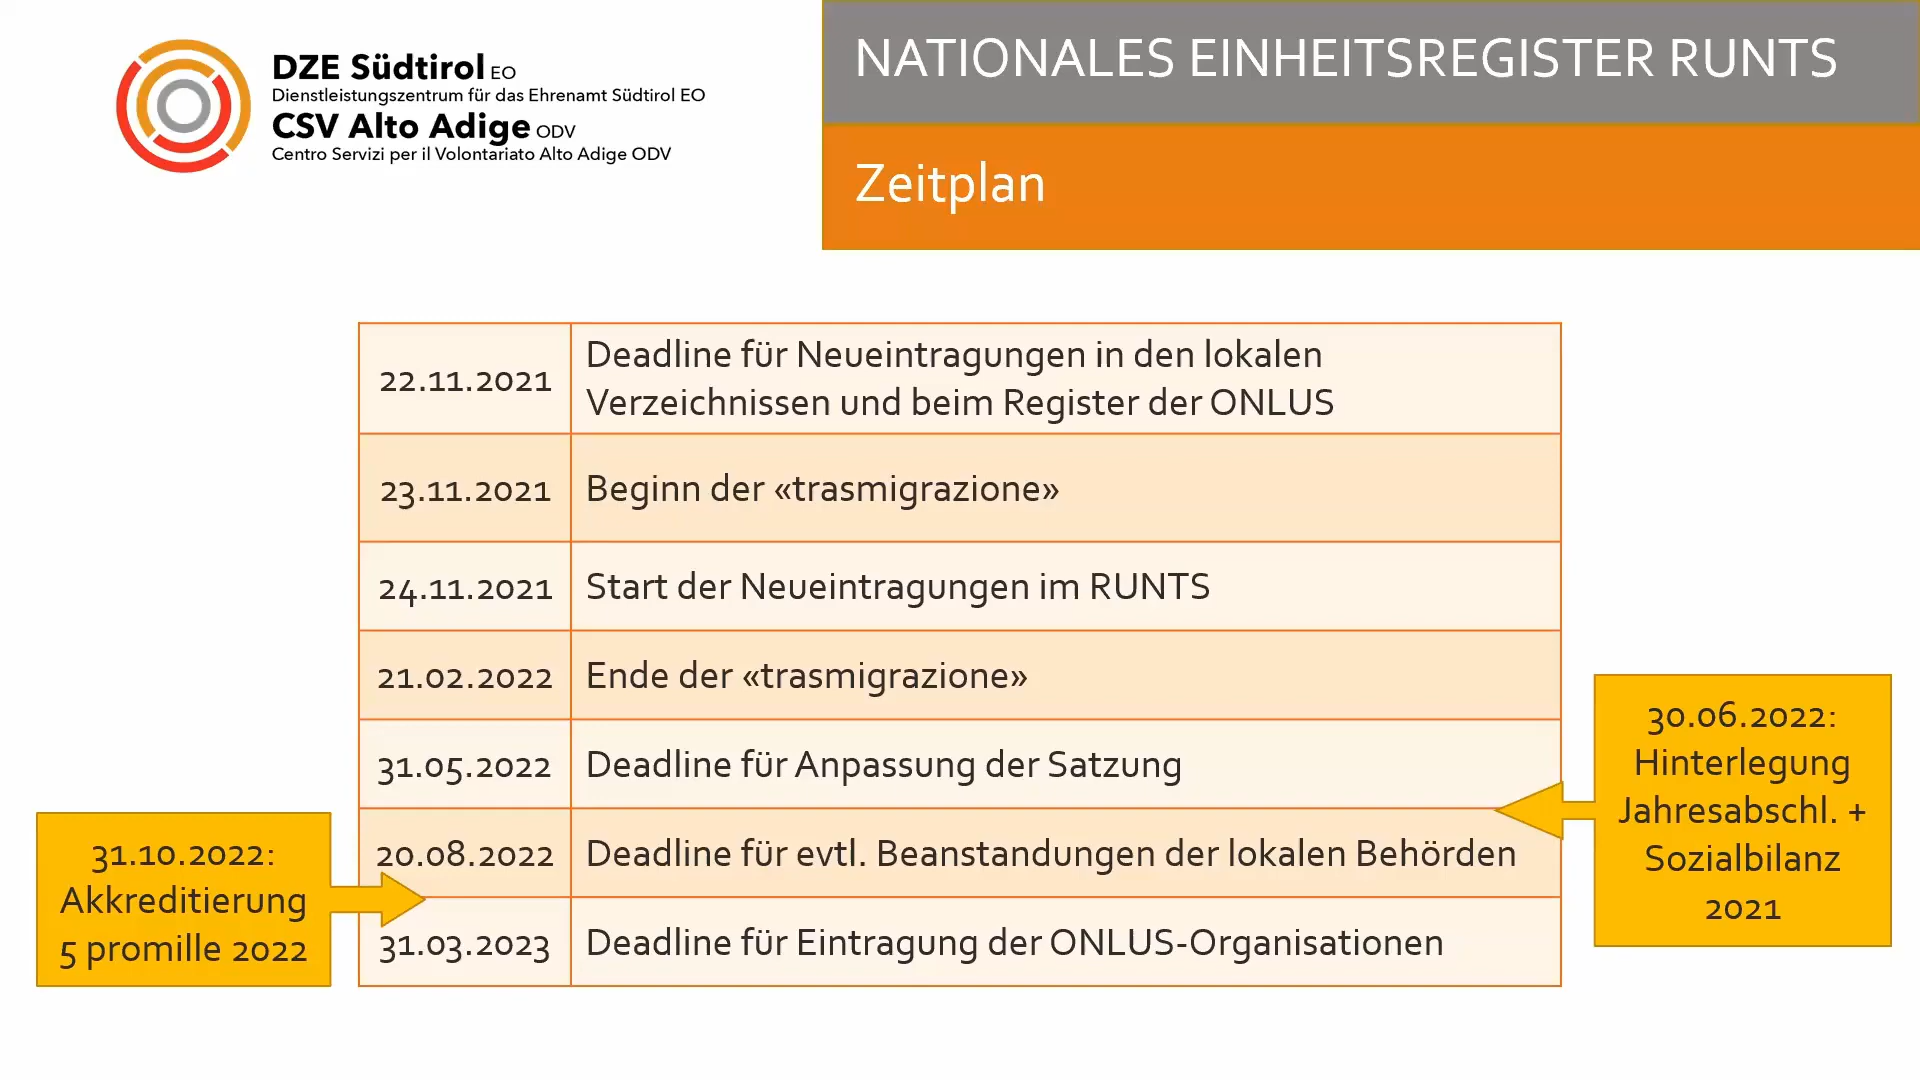 DZE Südtirol EO
Dienstleistungszentrum für das Ehrenamt Südtirol EO
CSV Alto Adige ODV
Centro Servizi per il Volontariato Alto Adige ODV
NATIONALES EINHEITSREGISTER RUNTS
Zeitplan
22.11.2021 Deadline für Neueintragungen in den lokalen
Verzeichnissen und beim Register der ONLUS
23.11.2021 Beginn der «trasmigrazione»
24.11.2021 Start der Neueintragungen im RUNTS
21.02.2022 Ende der «trasmigrazione»
31.05.2022 Deadline für Anpassung der Satzung
20.08.2022 Deadline für evtl. Beanstandungen der lokalen Behörden
31.03.2023 Deadline für Eintragung der ONLUS-Organisationen
30.06.2022:
Hinterlegung
Jahresabschl. +
Sozialbilanz
2021
31.10.2022:
Akkreditierung
5 promille 2022